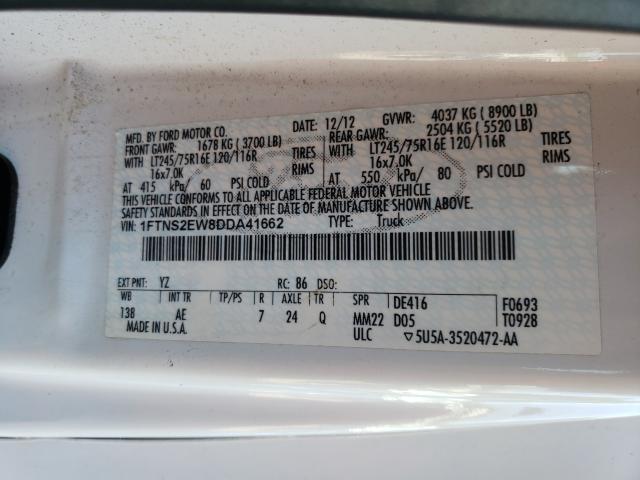 MFD. BY FORD MOTOR CO. DATE: 12/12 GVWR: 4037 KG ( 8900 LB)
FRONT GAWR: 1678 KG ( 3700 LB) REAR GAWR: 2504 KG ( 5520 LB)
WITH LT245/75R16E 120/116R TIRES WITH LT245/75R16E 120/116R TIRES
16x7.0K RIMS 16x7.0K RIMS
AT 415 kPa/ 60 PSI COLD AT 550 kPa/ 80 PSI COLD
THIS VEHICLE CONFORMS TO ALL APPLICABLE FEDERAL MOTOR VEHICLE
SAFETY STANDARDS IN EFFECT ON THE DATE OF MANUFACTURE SHOWN ABOVE.
VIN: 1FTNS2EW8DDA41662 TYPE: Truck
EXT PNT: YZ RC: 86 DSO:
WB INT TR TP/PS R AXLE TR SPR DE416 F0693
138 AE 7 24 Q MM22 D05 T0928
MADE IN U.S.A. ULC ▽5U5A-3520472-AA